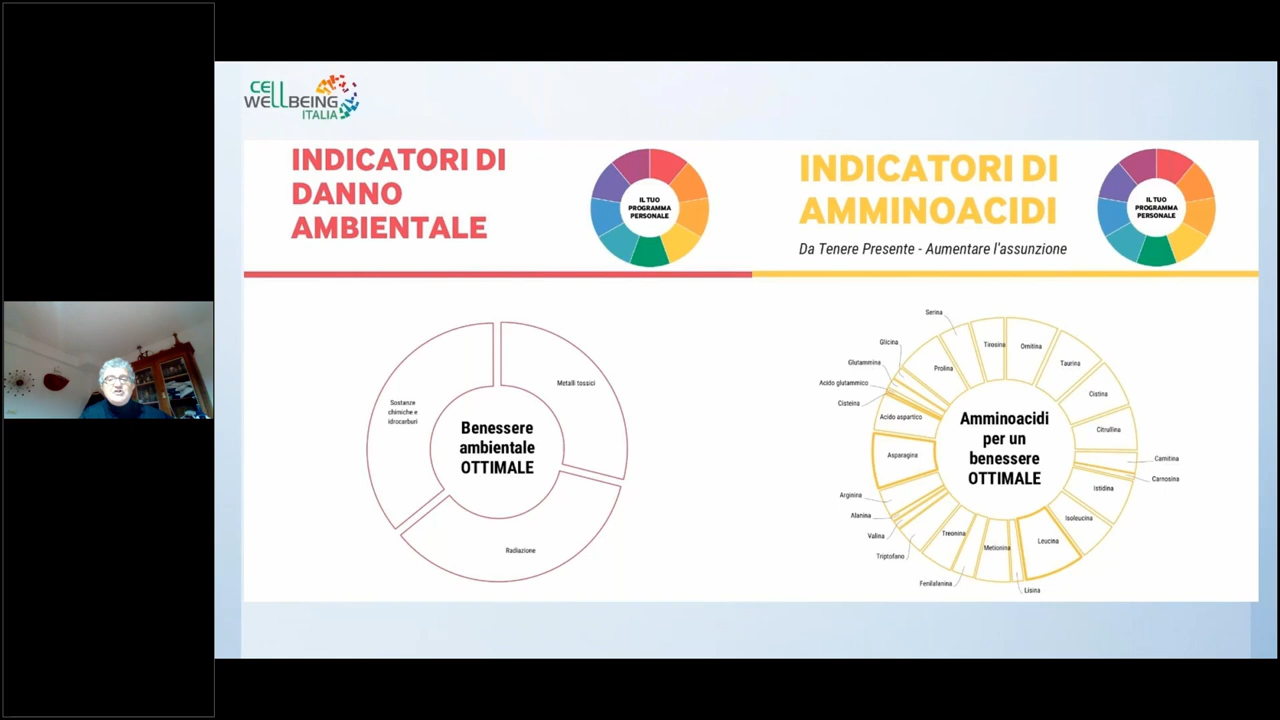 CELL
WELLBEING
ITALIA
INDICATORI DI
DANNO
AMBIENTALE
IL TUO
PROGRAMMA
PERSONALE
INDICATORI DI
AMMINOACIDI
Da Tenere Presente - Aumentare l'assunzione
IL TUO
PROGRAMMA
PERSONALE
Metalli tossici
Sostanze
chimiche e
idrocarburi
Benessere
ambientale
OTTIMALE
Radiazione
Serina
Tirosina
Ornitina
Glicina
Taurina
Glutammina
Prolina
Acido glutammico
Cistina
Cisteina
Acido aspartico
Citrullina
Amminoacidi
per un
benessere
OTTIMALE
Asparagina
Carnitina
Carnosina
Istidina
Arginina
Alanina
Isoleucina
Valina
Treonina
Leucina
Metionina
Triptofano
Fenilalanina
Lisina